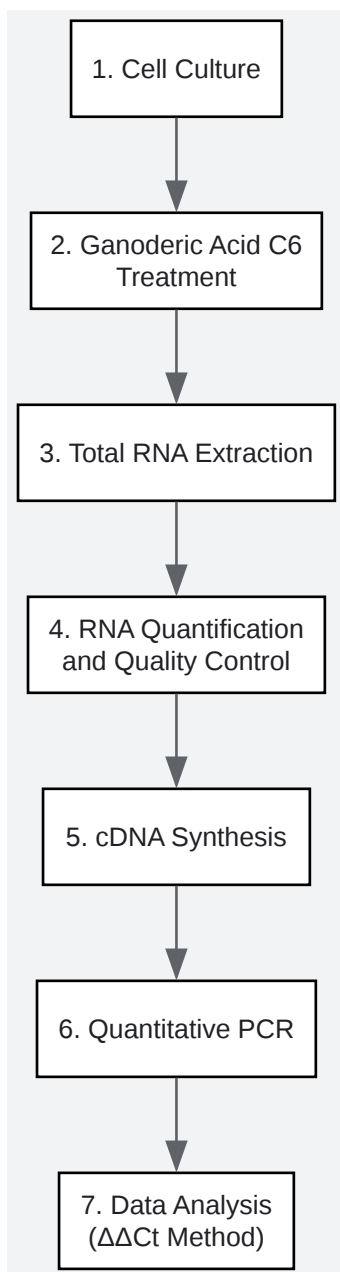 1. Cell Culture
2. Ganoderic Acid C6
Treatment
3. Total RNA Extraction
4. RNA Quantification
and Quality Control
5. cDNA Synthesis
6. Quantitative PCR
7. Data Analysis
(ΔΔCt Method)